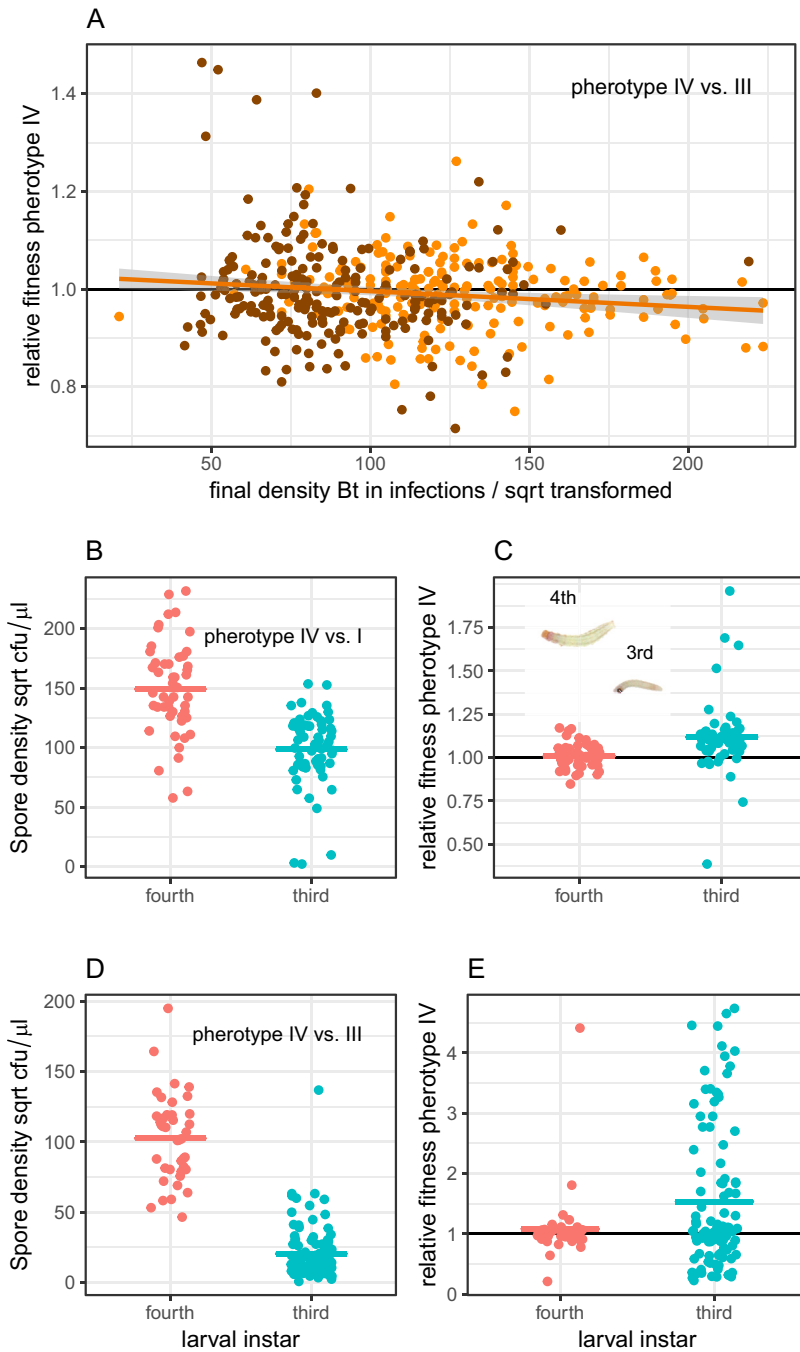 A
pherotype IV vs. III
relative fitness pherotype IV
1.4
1.2
1.0
0.8
50
100
150
200
final density Bt in infections / sqrt transformed
B
Spore density sqrt cfu/μl
pherotype IV vs. I
200
150
100
50
0
fourth
third
C
relative fitness pherotype IV
4th
3rd
1.75
1.50
1.25
1.00
0.75
0.50
fourth
third
D
Spore density sqrt cfu/μl
pherotype IV vs. III
200
150
100
50
0
fourth
third
larval instar
E
relative fitness pherotype IV
4
3
2
1
0
fourth
third
larval instar